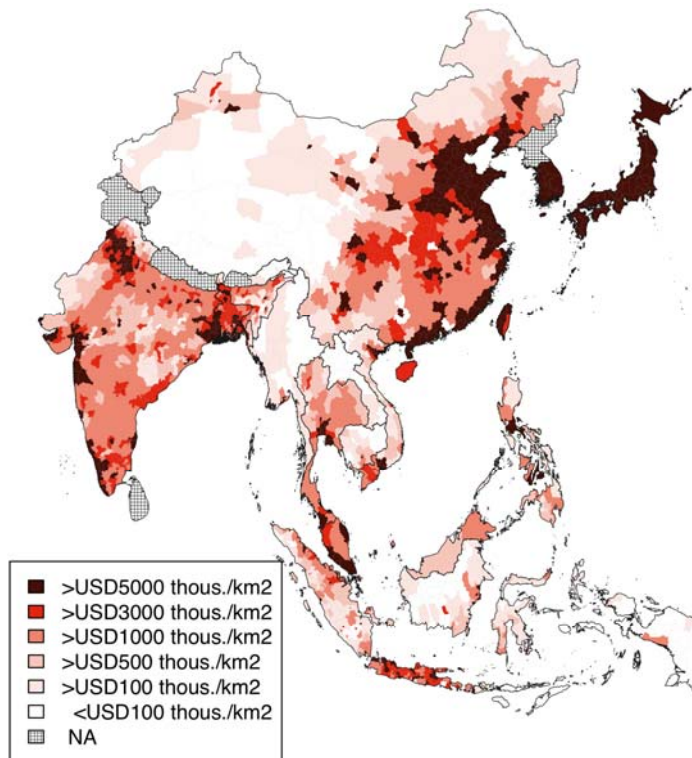 >USD5000 thous./km2
>USD3000 thous./km2
>USD1000 thous./km2
>USD500 thous./km2
>USD100 thous./km2
<USD100 thous./km2
NA